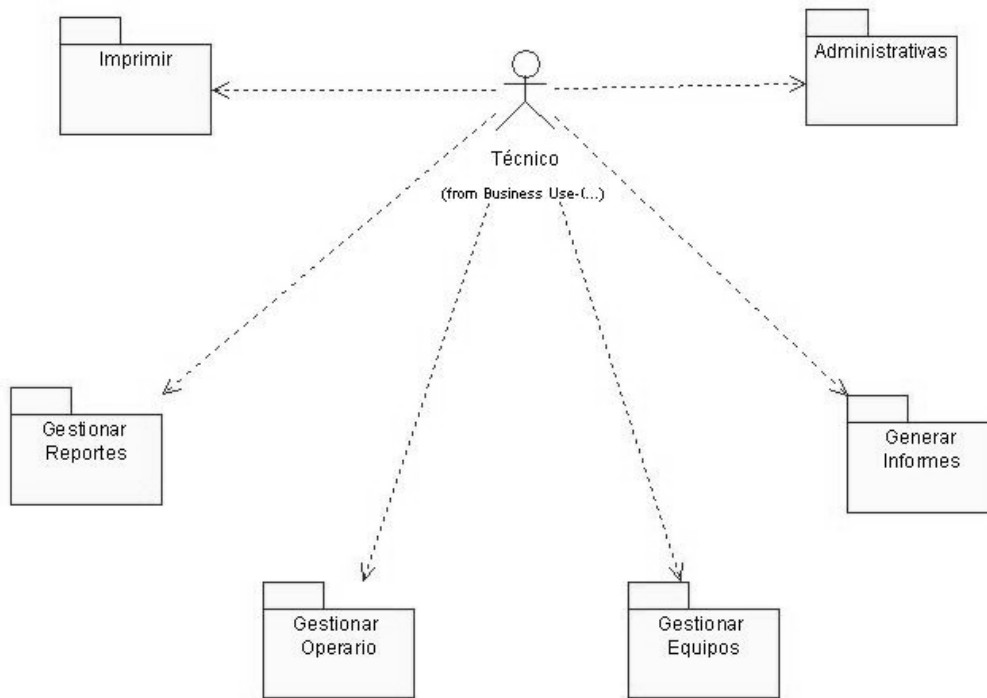 Imprimir
Administrativas
Técnico
(from Business Use-(...)
Gestionar
Reportes
Generar
Informes
Gestionar
Operario
Gestionar
Equipos